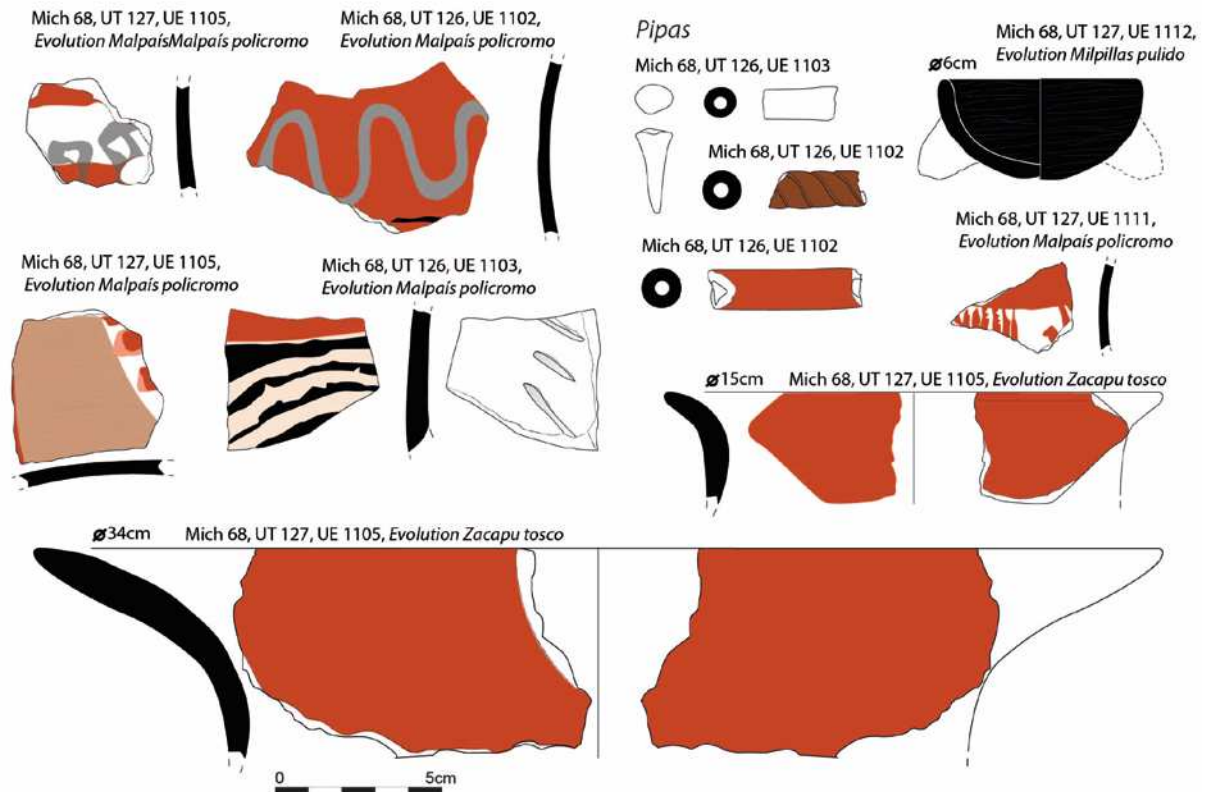 Mich 68, UT 127, UE 1105,
Evolution MalpaísMalpaís policromo
Mich 68, UT 126, UE 1102,
Evolution Malpaís policromo
Mich 68, UT 127, UE 1105,
Evolution Malpaís policromo
Mich 68, UT 126, UE 1103,
Evolution Malpaís policromo
Pipas
Mich 68, UT 126, UE 1103
Mich 68, UT 126, UE 1102
Mich 68, UT 126, UE 1102
Mich 68, UT 127, UE 1112,
Evolution Milpillas pulido
ø6cm
Mich 68, UT 127, UE 1111,
Evolution Malpaís policromo
ø15cm Mich 68, UT 127, UE 1105, Evolution Zacapu tosco
ø34cm Mich 68, UT 127, UE 1105, Evolution Zacapu tosco
0 5cm